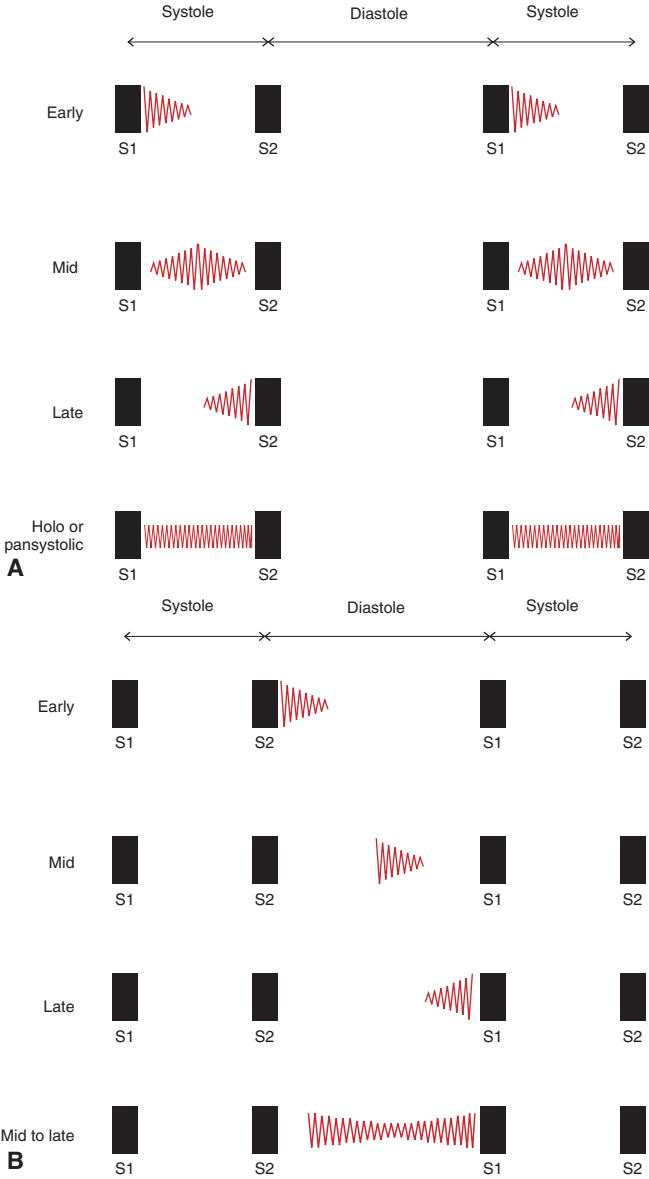 Systole Diastole Systole
Early
S1 S2 S1 S2
Mid
S1 S2 S1 S2
Late
S1 S2 S1 S2
Holo or
pansystolic
A
S1 S2 S1 S2
Systole Diastole Systole
Early
S1 S2 S1 S2
Mid
S1 S2 S1 S2
Late
S1 S2 S1 S2
Mid to late
B
S1 S2 S1 S2